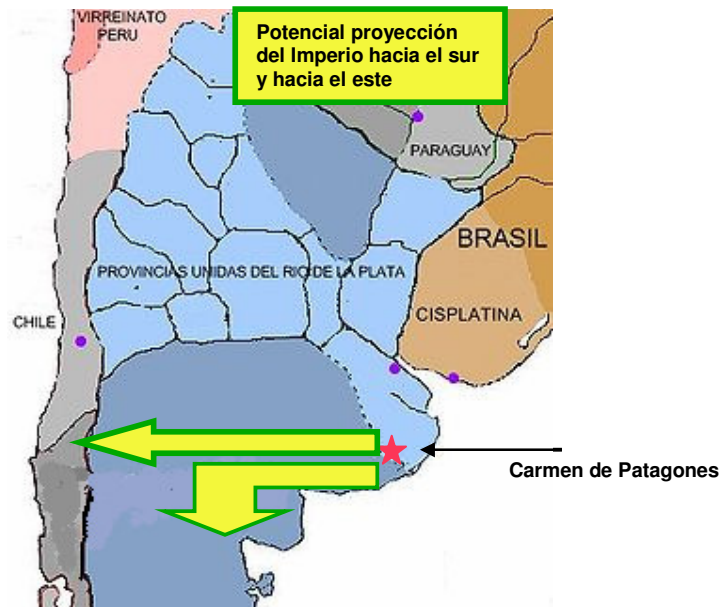 VIRREINATO
PERU
Potencial proyección
del Imperio hacia el sur
y hacia el este
PARAGUAY
BRASIL
PROVINCIAS UNIDAS DEL RIO DE LA PLATA
CISPLATINA
CHILE
Carmen de Patagones